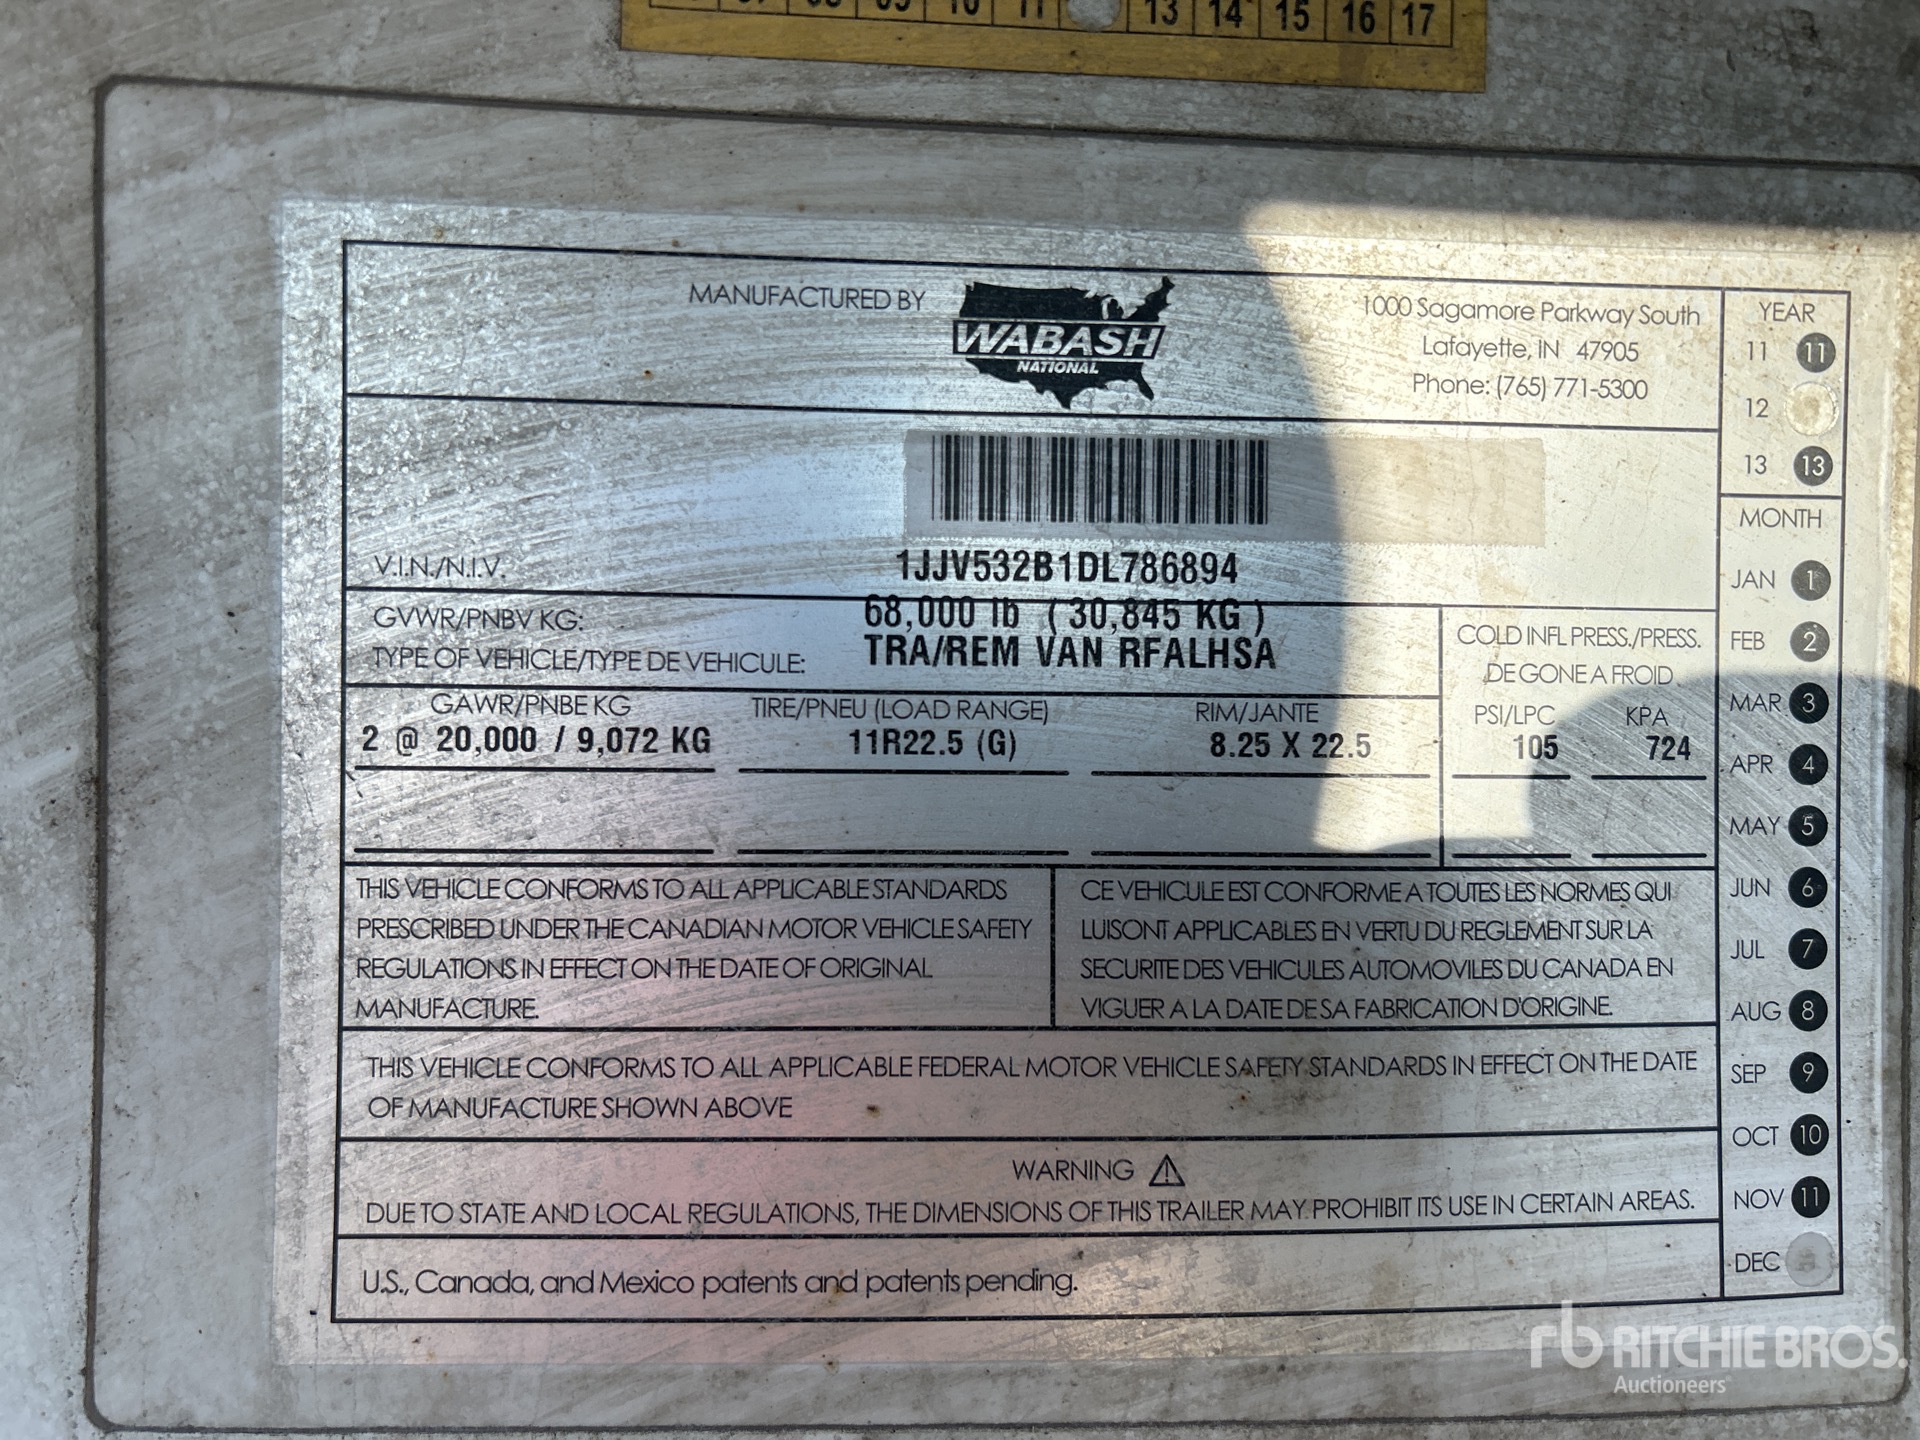 10 11 13 14 15 16 17
MANUFACTURED BY
WABASH
NATIONAL
1000 Sagamore Parkway South
Lafayette, IN 47905
Phone: (765) 771-5300
V.I.N./N.I.V.
1JJV532B1DL786894
GVWR/PNBV KG:
68,000 lb ( 30,845 KG )
TYPE OF VEHICLE/TYPE DE VEHICULE:
TRA/REM VAN RFALHSA
COLD INFL PRESS./PRESS.
DE GONE A FROID
GAWR/PNBE KG
TIRE/PNEU (LOAD RANGE)
RIM/JANTE
PSI/LPC
KPA
2 @ 20,000 / 9,072 KG
11R22.5 (G)
8.25 X 22.5
105
724
THIS VEHICLE CONFORMS TO ALL APPLICABLE STANDARDS
PRESCRIBED UNDER THE CANADIAN MOTOR VEHICLE SAFETY
REGULATIONS IN EFFECT ON THE DATE OF ORIGINAL
MANUFACTURE.
CE VEHICULE EST CONFORME A TOUTES LES NORMES QUI
LUISONT APPLICABLES EN VERTU DU REGLEMENT SUR LA
SECURITE DES VEHICULES AUTOMOVILES DU CANADA EN
VIGUER A LA DATE DE SA FABRICATION D'ORIGINE.
THIS VEHICLE CONFORMS TO ALL APPLICABLE FEDERAL MOTOR VEHICLE SAFETY STANDARDS IN EFFECT ON THE DATE
OF MANUFACTURE SHOWN ABOVE
WARNING
DUE TO STATE AND LOCAL REGULATIONS, THE DIMENSIONS OF THIS TRAILER MAY PROHIBIT ITS USE IN CERTAIN AREAS.
U.S., Canada, and Mexico patents and patents pending.
YEAR
11 11
12
13 13
MONTH
JAN 1
FEB 2
MAR 3
APR 4
MAY 5
JUN 6
JUL 7
AUG 8
SEP 9
OCT 10
NOV 11
DEC
rb RITCHIE BROS.
Auctioneers